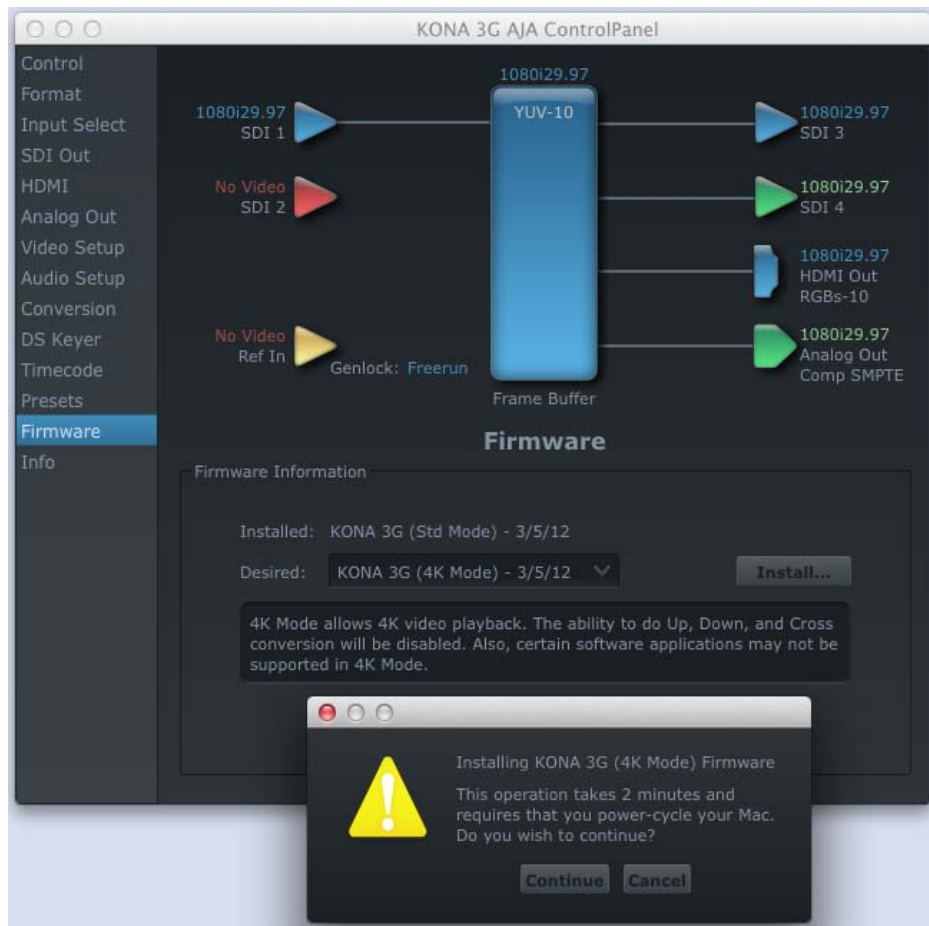 KONA 3G AJA ControlPanel
Control
Format
Input Select
SDI Out
HDMI
Analog Out
Video Setup
Audio Setup
Conversion
DS Keyer
Timecode
Presets
Firmware
Info
1080i29.97
YUV-10
Frame Buffer
1080i29.97
SDI 1
No Video
SDI 2
No Video
Ref In
Genlock: Freerun
1080i29.97
SDI 3
1080i29.97
SDI 4
1080i29.97
HDMI Out
RGBs-10
1080i29.97
Analog Out
Comp SMPTE
Firmware
Firmware Information
Installed: KONA 3G (Std Mode) - 3/5/12
Desired: KONA 3G (4K Mode) - 3/5/12
Install...
4K Mode allows 4K video playback. The ability to do Up, Down, and Cross
conversion will be disabled. Also, certain software applications may not be
supported in 4K Mode.
Installing KONA 3G (4K Mode) Firmware
This operation takes 2 minutes and
requires that you power-cycle your Mac.
Do you wish to continue?
Continue Cancel